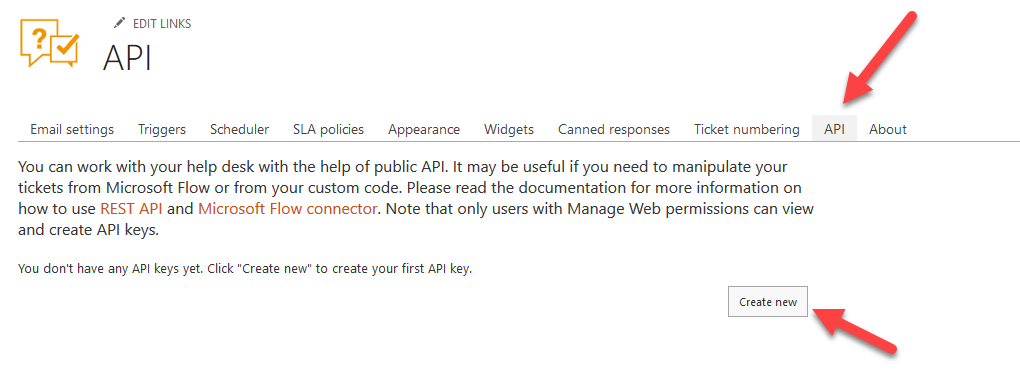 EDIT LINKS
API
Email settings Triggers Scheduler SLA policies Appearance Widgets Canned responses Ticket numbering API About
You can work with your help desk with the help of public API. It may be useful if you need to manipulate your
tickets from Microsoft Flow or from your custom code. Please read the documentation for more information on
how to use REST API and Microsoft Flow connector. Note that only users with Manage Web permissions can view
and create API keys.
You don't have any API keys yet. Click "Create new" to create your first API key.
Create new